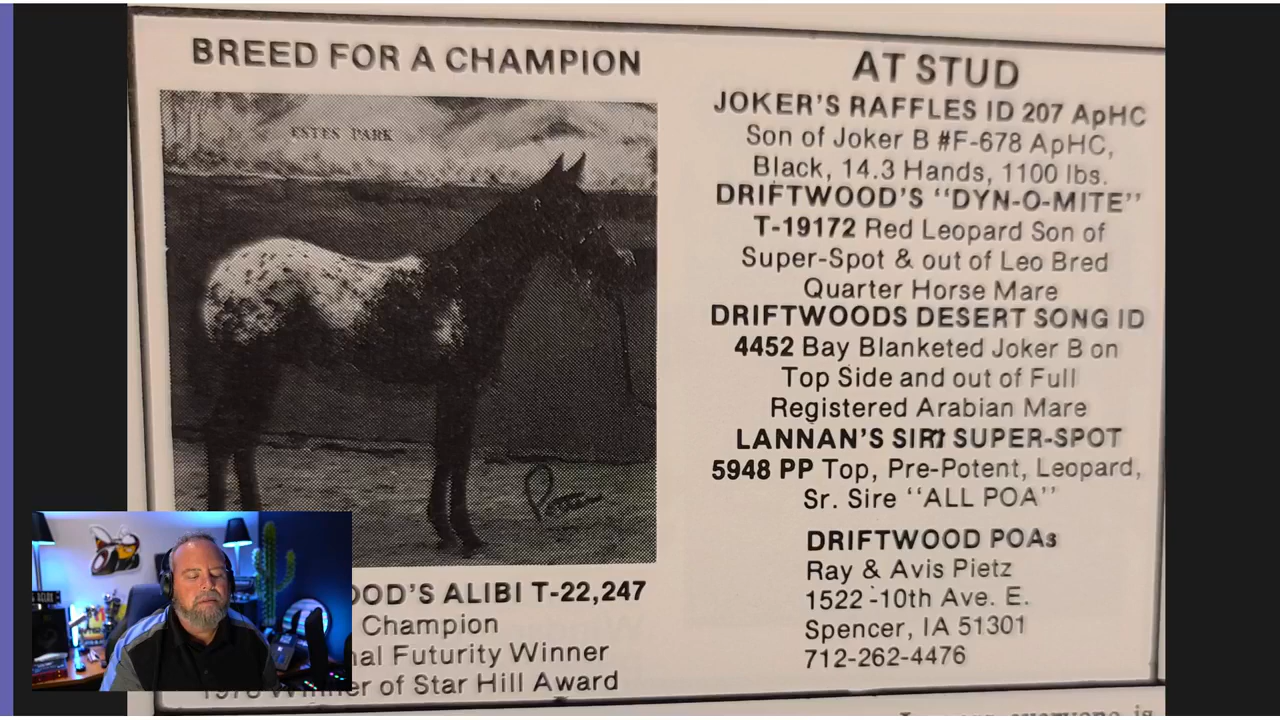 BREED FOR A CHAMPION
ESTES PARK
OOD'S ALIBI T-22,247
Champion
nal Futurity Winner
of Star Hill Award
AT STUD
JOKER'S RAFFLES ID 207 ApHC
Son of Joker B #F-678 ApHC,
Black, 14.3 Hands, 1100 lbs.
DRIFTWOOD'S "DYN-O-MITE"
T-19172 Red Leopard Son of
Super-Spot & out of Leo Bred
Quarter Horse Mare
DRIFTWOODS DESERT SONG ID
4452 Bay Blanketed Joker B on
Top Side and out of Full
Registered Arabian Mare
LANNAN'S SIRI SUPER-SPOT
5948 PP Top, Pre-Potent, Leopard,
Sr. Sire "ALL POA"
DRIFTWOOD POAs
Ray & Avis Pietz
1522-10th Ave. E.
Spencer, IA 51301
712-262-4476